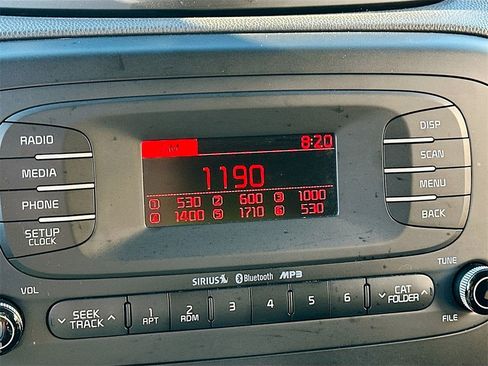 RADIO
MEDIA
PHONE
SETUP
CLOCK
AM 8:20
1190
1 530 2 600 3 1000
4 1400 5 1710 6 530
DISP
SCAN
MENU
BACK
SIRIUS Bluetooth MP3
VOL
SEEK
TRACK
1
RPT
2
RDM
3
4
5
6
CAT
FOLDER
TUNE
FILE